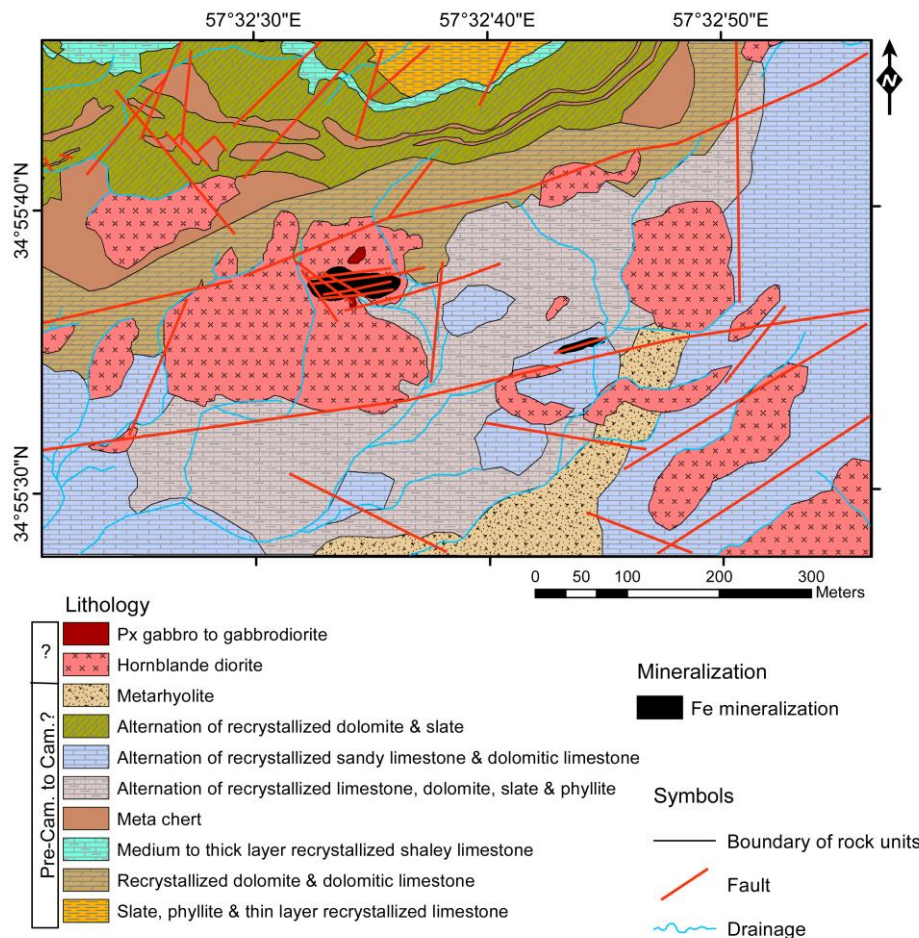 57°32'30"E 57°32'40"E 57°32'50"E
N
34°55'40"N
34°55'30"N
0 50 100 200 300
Meters
Lithology
?
Px gabbro to gabbrodiorite
Hornblande diorite
Pre-Cam. to Cam.?
Metarhyolite
Alternation of recrystallized dolomite & slate
Alternation of recrystallized sandy limestone & dolomitic limestone
Alternation of recrystallized limestone, dolomite, slate & phyllite
Meta chert
Medium to thick layer recrystallized shaley limestone
Recrystallized dolomite & dolomitic limestone
Slate, phyllite & thin layer recrystallized limestone
Mineralization
Fe mineralization
Symbols
Boundary of rock units
Fault
Drainage